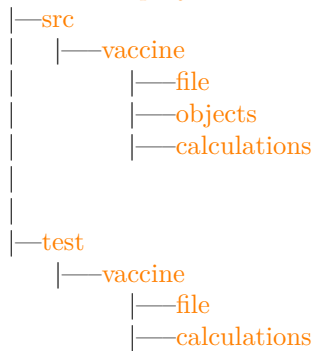 src
vaccine
file
objects
calculations
test
vaccine
file
calculations